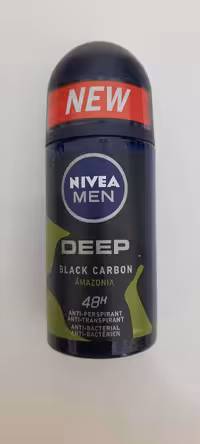 NEW
NIVEA
MEN
DEEP
BLACK CARBON
AMAZONIA
48H
ANTI-PERSPIRANT
ANTI-TRANSPIRANT
ANTI-BACTERIAL
ANTI-BACTÉRIEN